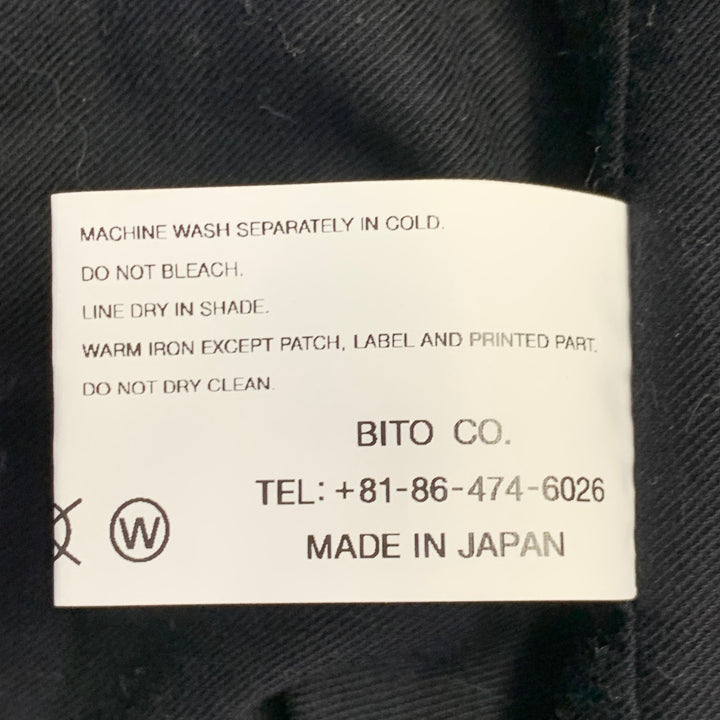 MACHINE WASH SEPARATELY IN COLD.
DO NOT BLEACH.
LINE DRY IN SHADE.
WARM IRON EXCEPT PATCH, LABEL AND PRINTED PART.
DO NOT DRY CLEAN.
BITO CO.
TEL: +81-86-474-6026
W
MADE IN JAPAN